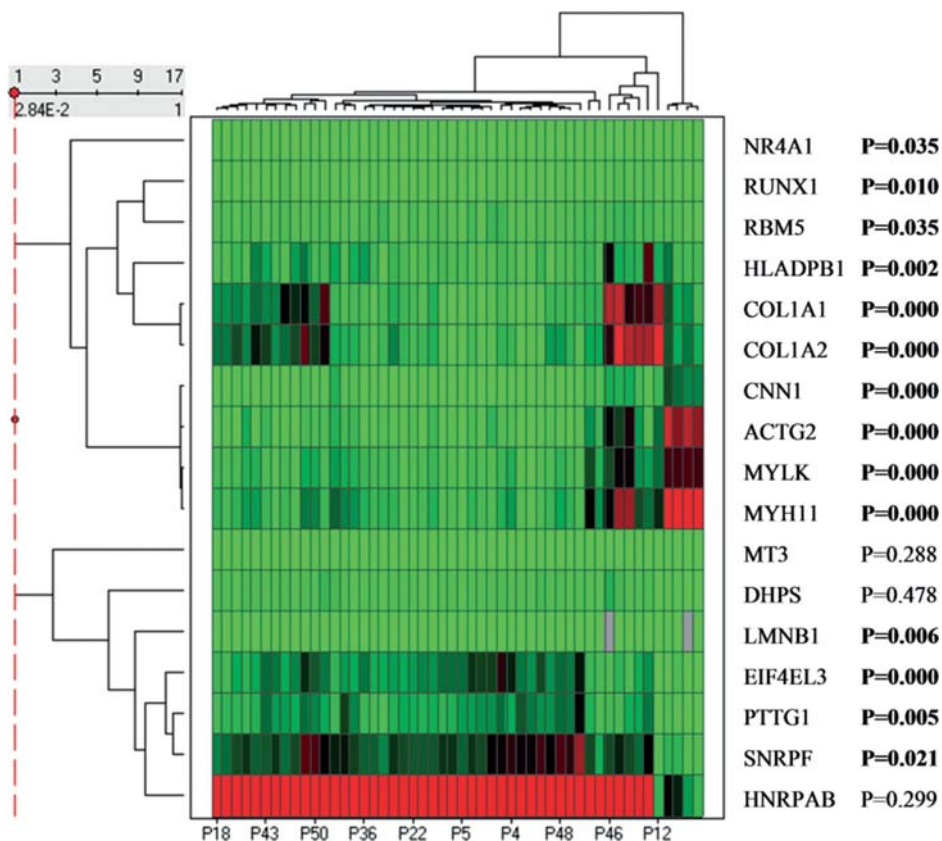 1 3 5 9 17
2.84E-2 1
NR4A1 P=0.035
RUNX1 P=0.010
RBM5 P=0.035
HLADPB1 P=0.002
COL1A1 P=0.000
COL1A2 P=0.000
CNN1 P=0.000
ACTG2 P=0.000
MYLK P=0.000
MYH11 P=0.000
MT3 P=0.288
DHPS P=0.478
LMNB1 P=0.006
EIF4EL3 P=0.000
PTTG1 P=0.005
SNRPF P=0.021
HNRPAB P=0.299
P18 P43 P50 P36 P22 P5 P4 P48 P46 P12